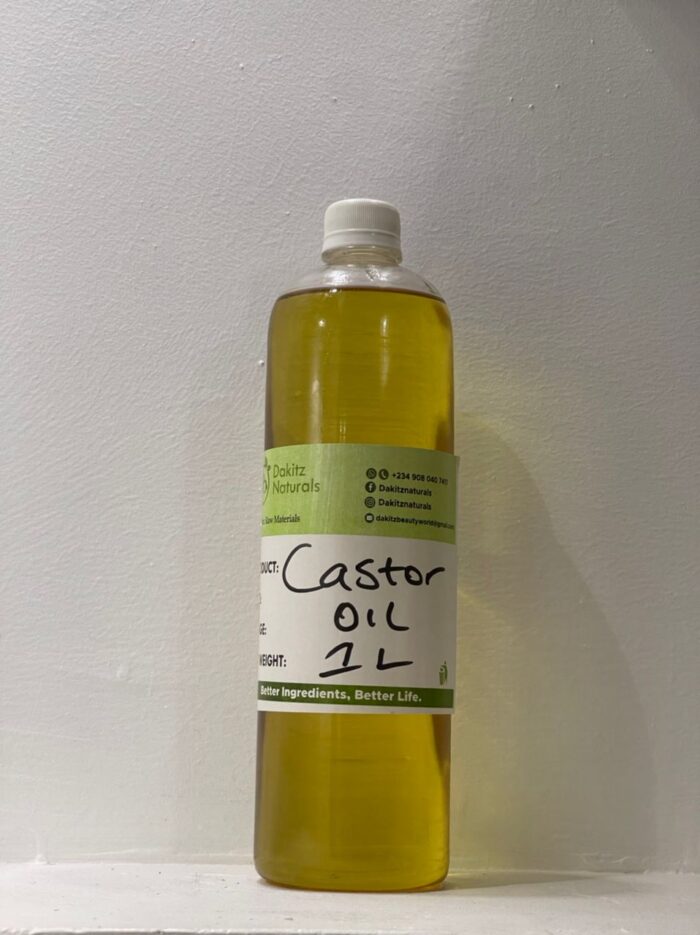 Dakitz
Naturals
Raw Materials
+234 908 040
Dakitznaturals
Dakitznaturals
dakitzbeautyworld@gmail.com
DUCT: Castor
OIL
GE:
WEIGHT: 1L
Better Ingredients, Better Life.